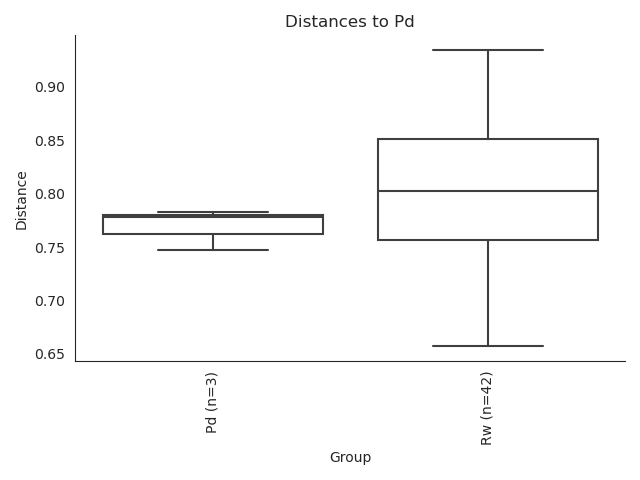 Distances to Pd
Distance
0.90
0.85
0.80
0.75
0.70
0.65
Pd (n=3)
Rw (n=42)
Group